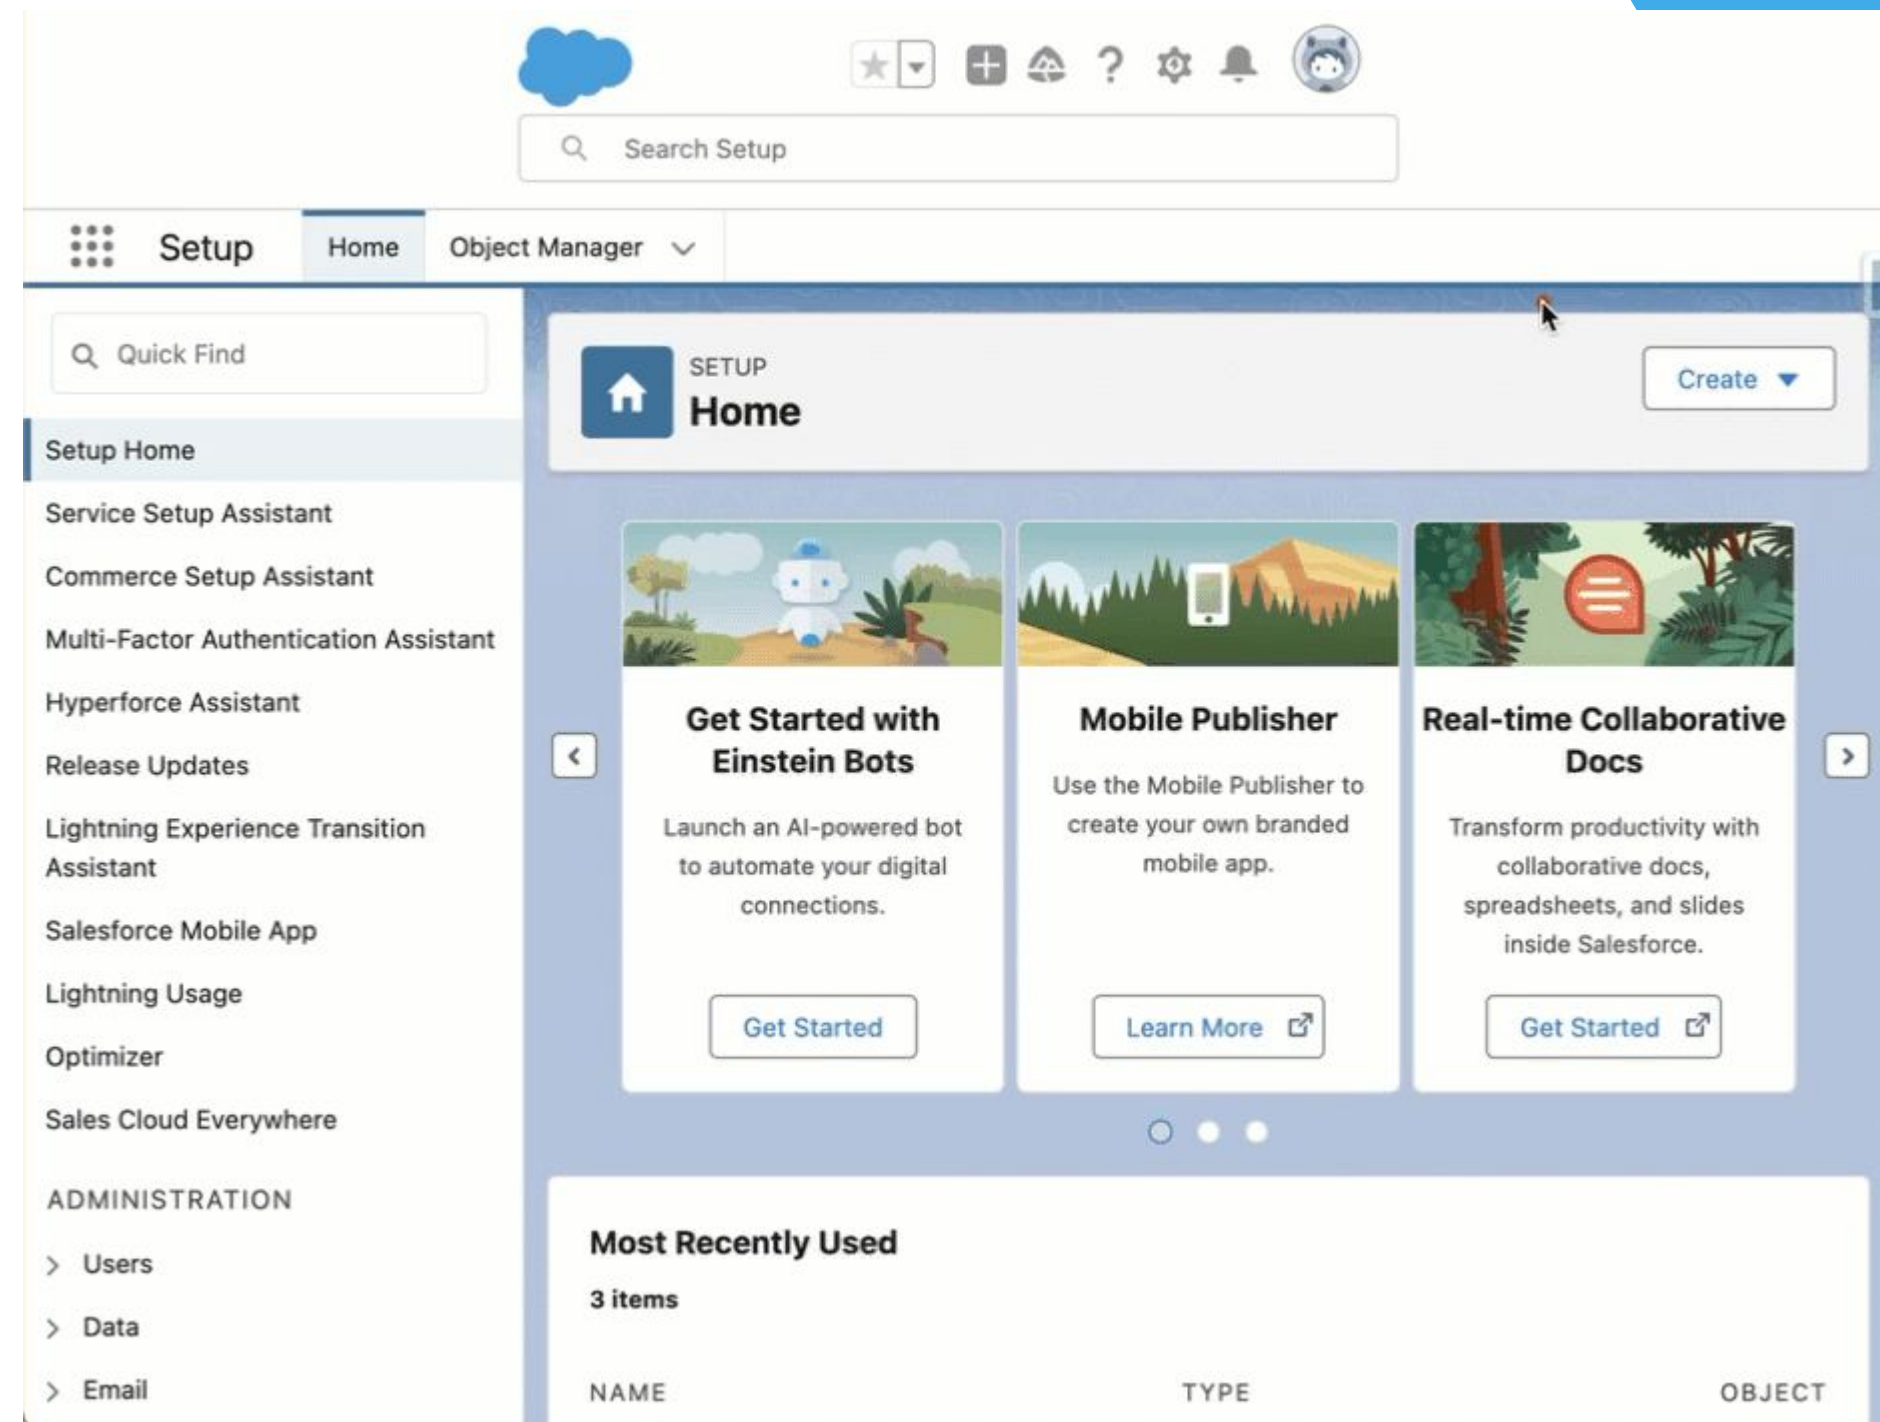 Search Setup
Setup
Home
Object Manager
Quick Find
Setup Home
Service Setup Assistant
Commerce Setup Assistant
Multi-Factor Authentication Assistant
Hyperforce Assistant
Release Updates
Lightning Experience Transition
Assistant
Salesforce Mobile App
Lightning Usage
Optimizer
Sales Cloud Everywhere
ADMINISTRATION
Users
Data
Email
SETUP
Home
Create
Get Started with
Einstein Bots
Launch an AI-powered bot
to automate your digital
connections.
Get Started
Mobile Publisher
Use the Mobile Publisher to
create your own branded
mobile app.
Learn More
Real-time Collaborative
Docs
Transform productivity with
collaborative docs,
spreadsheets, and slides
inside Salesforce.
Get Started
Most Recently Used
3 items
NAME TYPE OBJECT